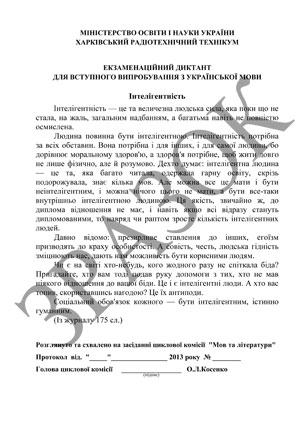 МІНІСТЕРСТВО ОСВІТИ І НАУКИ УКРАЇНИ
ХАРКІВСЬКИЙ РАДІОТЕХНІЧНИЙ ТЕХНІКУМ
ЕКЗАМЕНАЦІЙНИЙ ДИКТАНТ
ДЛЯ ВСТУПНОГО ВИПРОБУВАННЯ З УКРАЇНСЬКОЇ МОВИ
Інтелігентність
Інтелігентність — це та величезна людська сила, яка поки що не
стала, на жаль, загальним надбанням, а багатьма навіть не повністю
осмислена.
Людина повинна бути інтелігентною. Інтелігентність потрібна
за всіх обставин. Вона потрібна і для інших, і для самої людини, бо
дорівнює моральному здоров'ю, а здоров'я потрібне, щоб жити довго
не лише фізично, але й розумово. Дехто думає: інтелігентна людина
— це та, яка багато читала, одержала гарну освіту, скрізь
подорожувала, знає кілька мов. Але можна все це мати і бути
неінтелігентним, і можна нічого цього не мати, а бути все-таки
внутрішньо інтелігентною людиною. Ця якість, звичайно ж, до
диплома відношення не має, і навіть якщо всі відразу стануть
дипломованими, то навряд чи раптом зросте кількість інтелігентних
людей.
Давно відомо: презирливе ставлення до інших, егоїзм
призводять до краху особистості. А совість, честь, людська гідність
зміцнюють нас, дають нам можливість бути корисними людям.
Чи є на світі хто-небудь, кого жодного разу не спіткала біда?
Пригадайте, хто вам тоді подав руку допомоги з тих, хто не мав
ніякого відношення до вашої біди. Це і є інтелігентні люди. А хто вас
топив, скориставшись нагодою? Це їх антиподи.
Соціальний обов'язок кожного — бути інтелігентним, істинно
гуманним.
(Із журналу 175 сл.)
Розглянуто та схвалено на засіданні циклової комісії "Мов та літератури"
Протокол від "_____" ______________ 2013 року № ________
Голова циклової комісії ______________ О.Л.Косенко
(підпис)
ЗРАЗОК